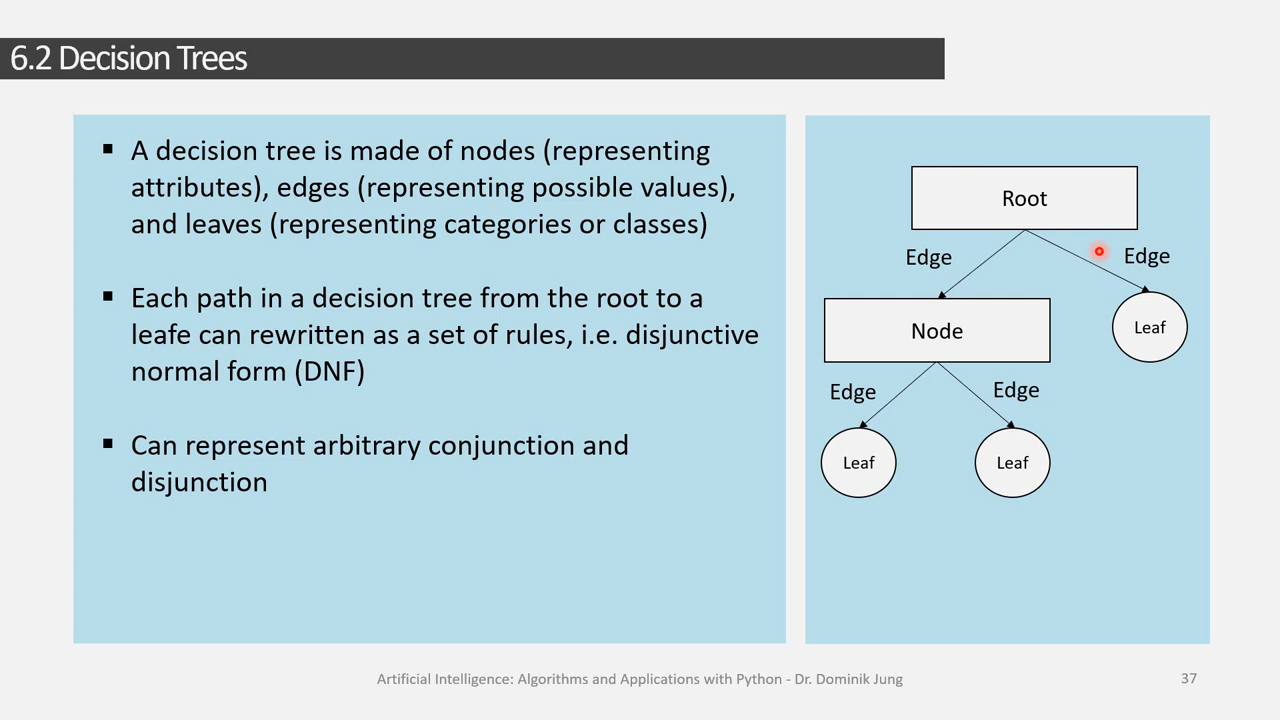 6.2 Decision Trees
▪ A decision tree is made of nodes (representing
attributes), edges (representing possible values),
and leaves (representing categories or classes)
▪ Each path in a decision tree from the root to a
leafe can rewritten as a set of rules, i.e. disjunctive
normal form (DNF)
▪ Can represent arbitrary conjunction and
disjunction
Root
Edge
Edge
Node
Leaf
Edge
Edge
Leaf
Leaf
Artificial Intelligence: Algorithms and Applications with Python - Dr. Dominik Jung
37